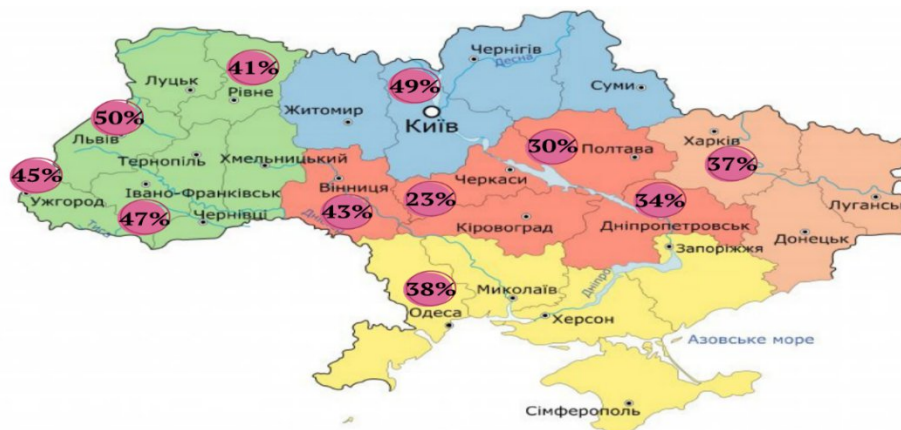 Чернігів
Десна
41%
Луцьк
Рівне
49%
Суми
Житомир
Київ
50%
Львів
30%
Полтава
Харків
37%
Тернопіль
Хмельницький
45%
Ужгород
Івано-Франківськ
Вінниця
Черкаси
23%
34%
Луганськ
47%
Чернівці
43%
Кіровоград
Дніпропетровськ
Донецьк
Тиса
Запоріжжя
38%
Миколаїв
Дніпро
Одеса
Херсон
Азовське море
Сімферополь